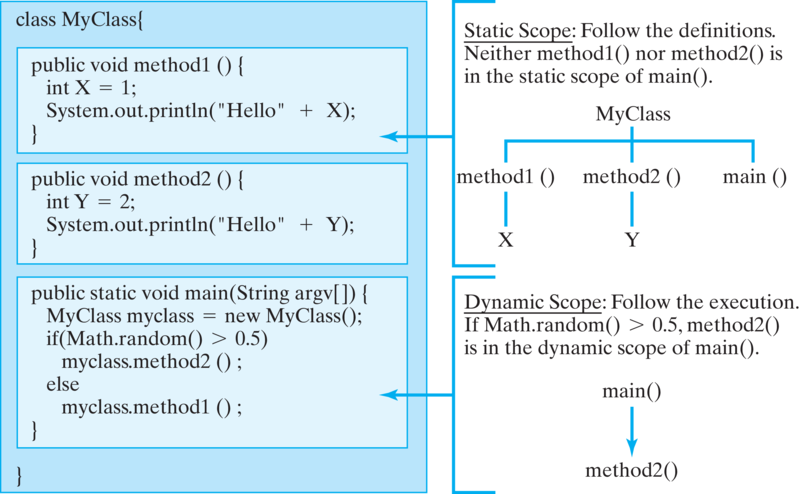 class MyClass{
public void method1 () {
int X = 1;
System.out.println("Hello" + X);
}
public void method2 () {
int Y = 2;
System.out.println("Hello" + Y);
}
public static void main(String argv[]) {
MyClass myclass = new MyClass();
if(Math.random() > 0.5)
myclass.method2 () ;
else
myclass.method1 () ;
}
}
Static Scope: Follow the definitions.
Neither method1() nor method2() is
in the static scope of main().
MyClass
method1 () method2 () main ()
X Y
Dynamic Scope: Follow the execution.
If Math.random() > 0.5, method2()
is in the dynamic scope of main().
main()
method2()